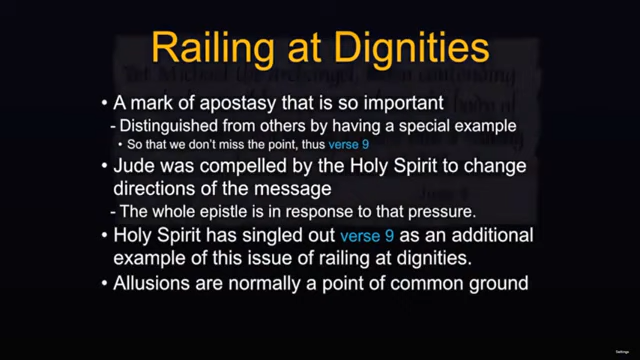 Railing at Dignities
• A mark of apostasy that is so important
- Distinguished from others by having a special example
• So that we don't miss the point, thus verse 9
• Jude was compelled by the Holy Spirit to change
directions of the message
- The whole epistle is in response to that pressure.
• Holy Spirit has singled out verse 9 as an additional
example of this issue of railing at dignities.
• Allusions are normally a point of common ground